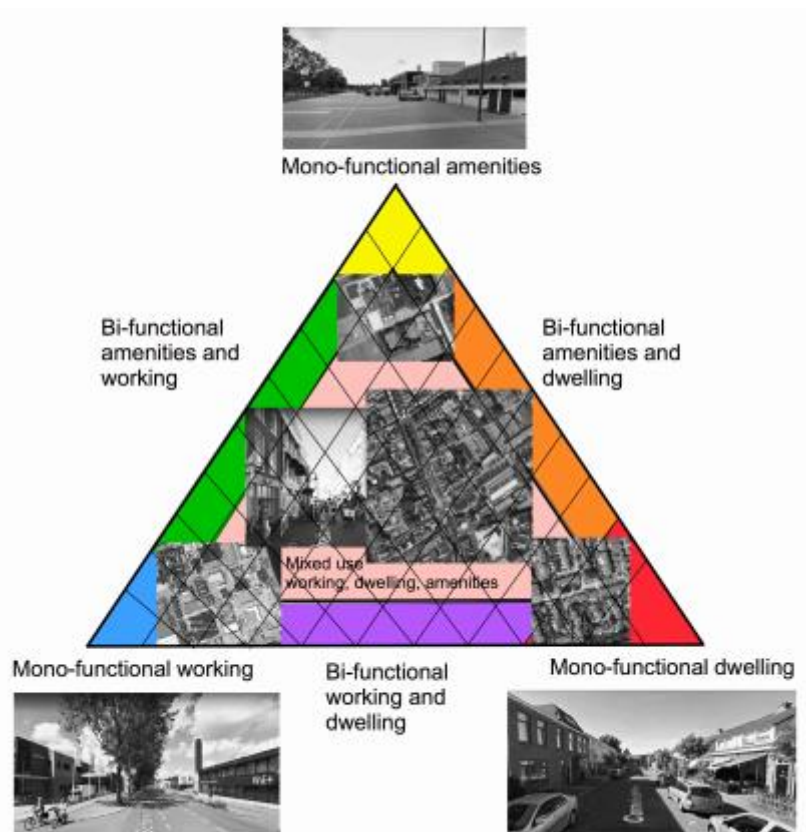 Mono-functional amenities
Bi-functional
amenities and
working
Bi-functional
amenities and
dwelling
Mixed use
working, dwelling, amenities
Mono-functional working
Bi-functional
working and
dwelling
Mono-functional dwelling